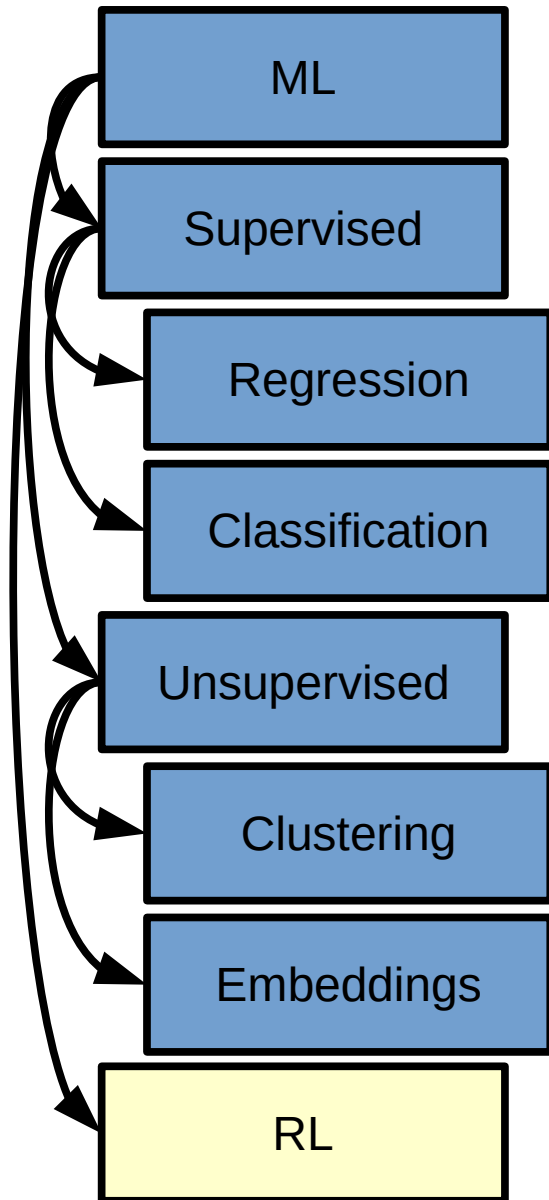 ML
Supervised
Regression
Classification
Unsupervised
Clustering
Embeddings
RL